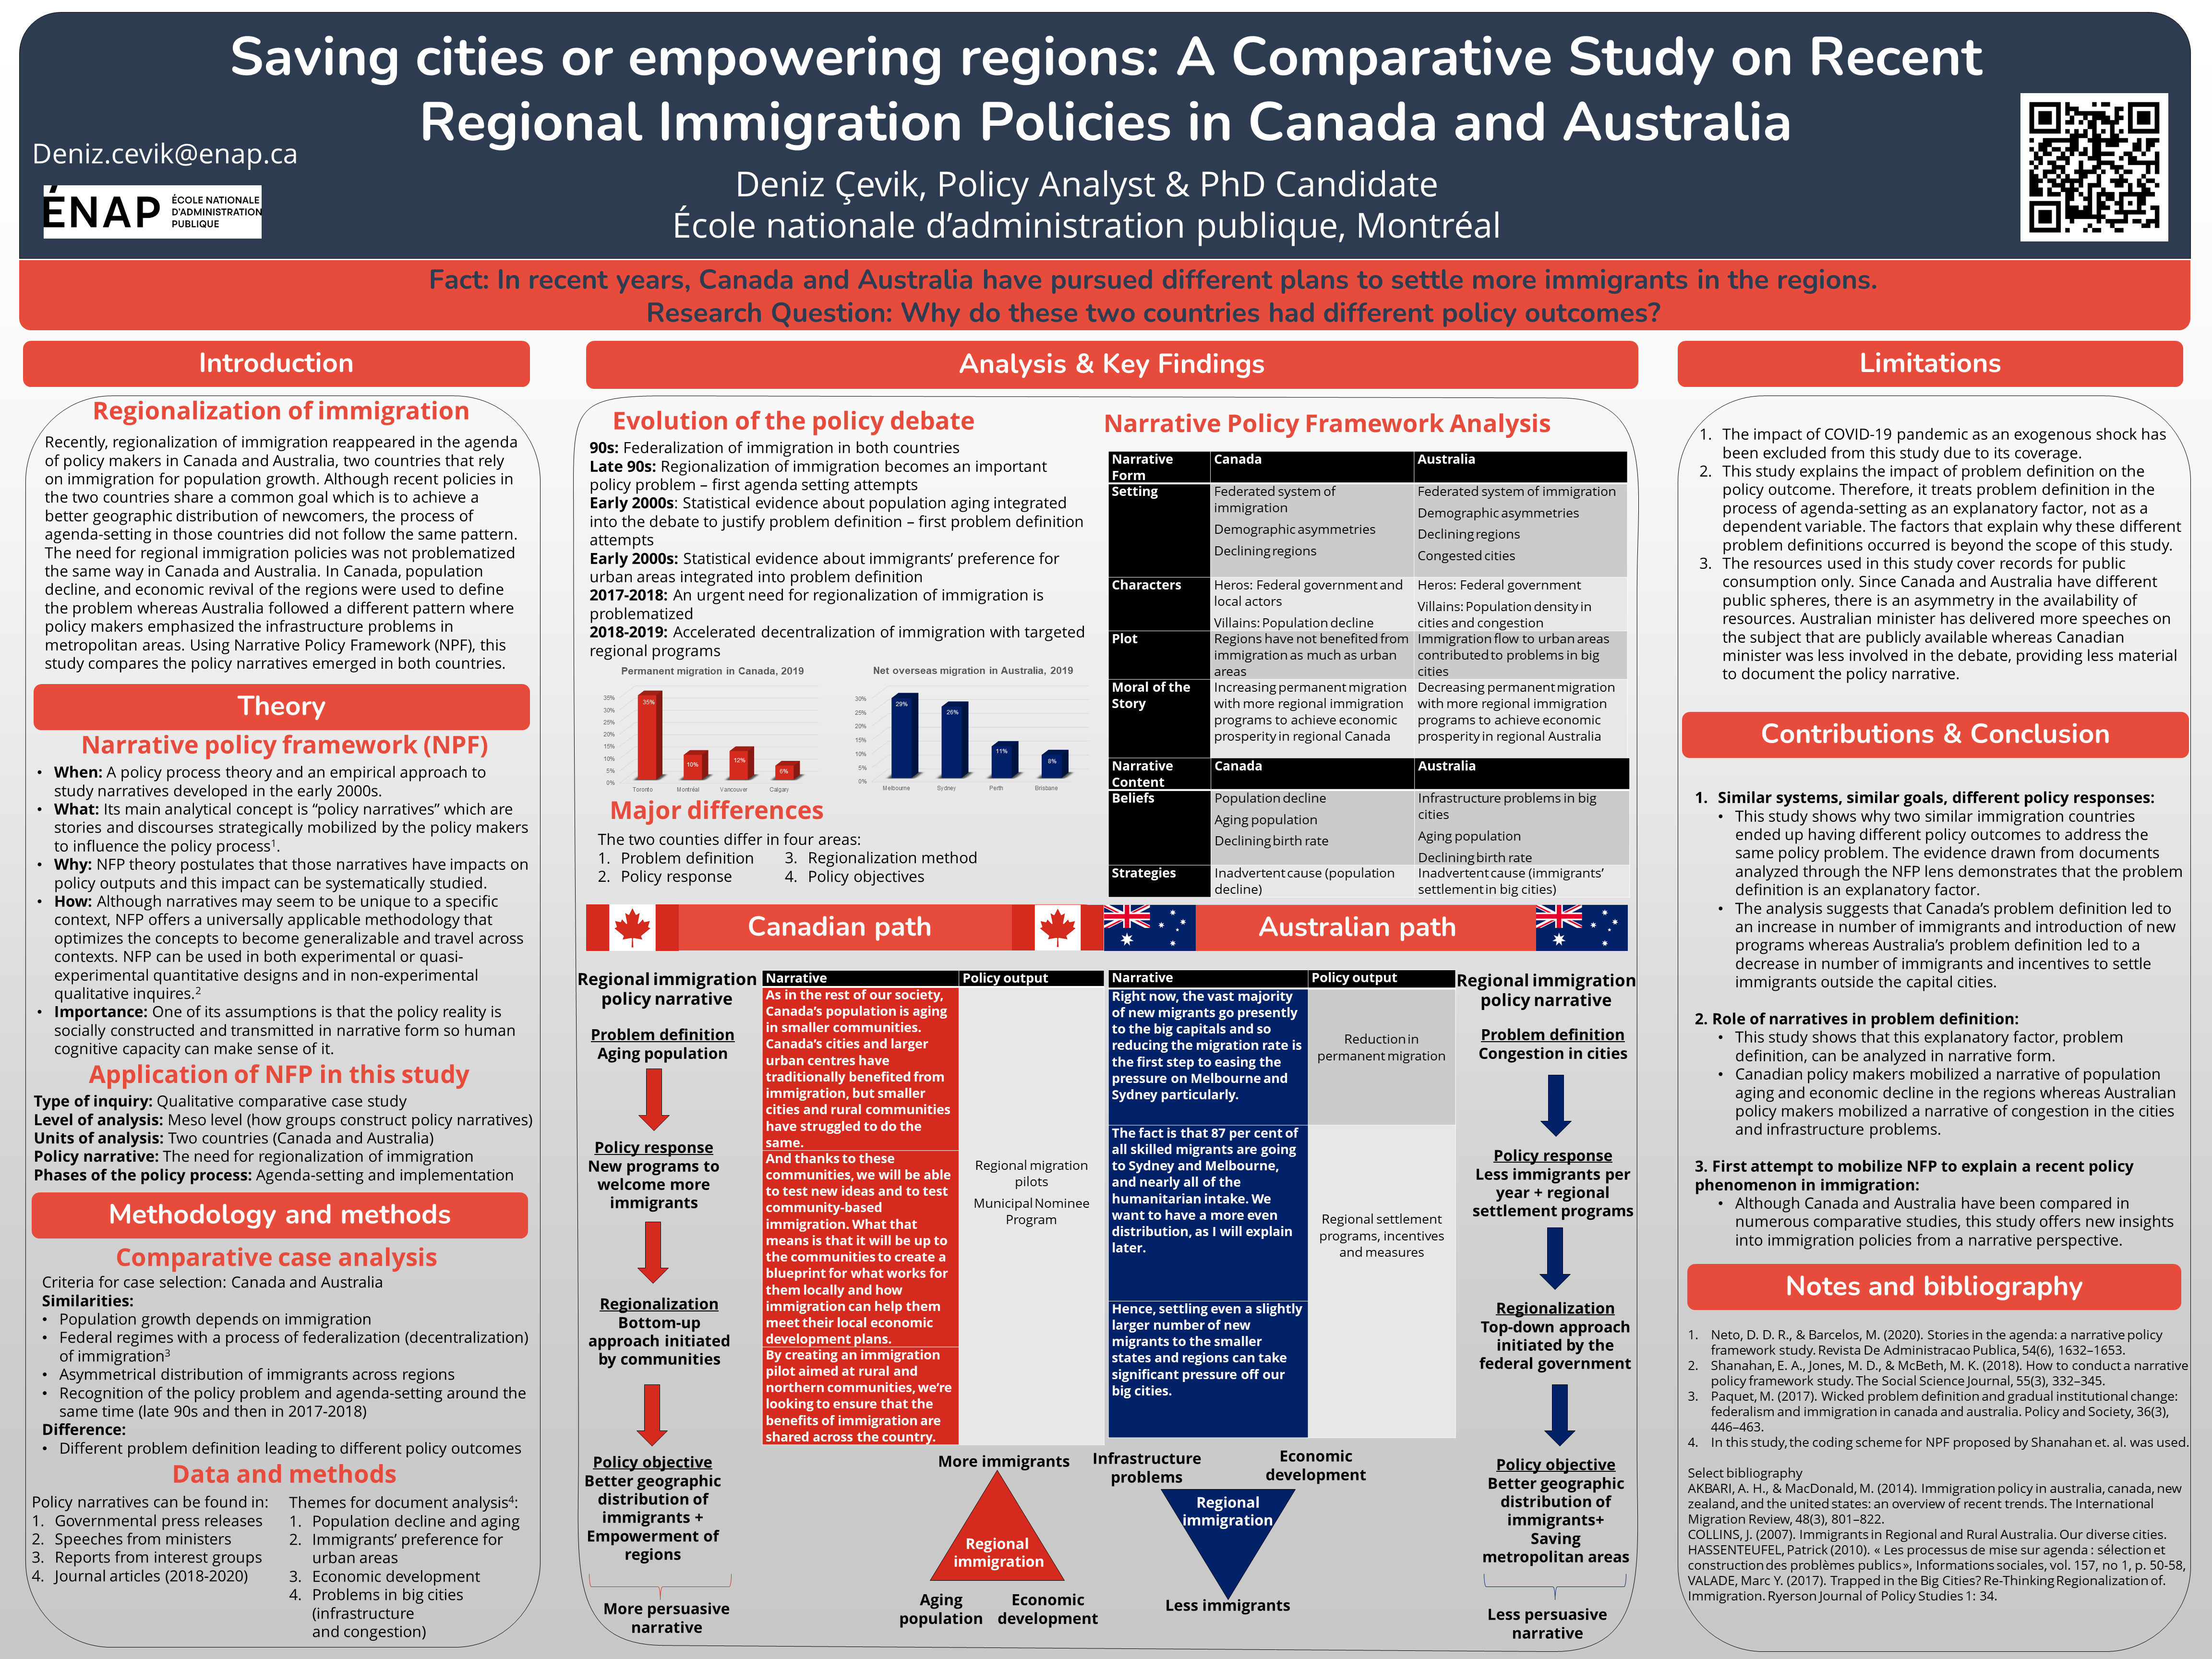 Saving cities or empowering regions: A Comparative Study on Recent
Regional Immigration Policies in Canada and Australia
Deniz.cevik@enap.ca
ÉNAP
ÉCOLE NATIONALE
D'ADMINISTRATION
PUBLIQUE
Deniz Çevik, Policy Analyst & PhD Candidate
École nationale d’administration publique, Montréal
Fact: In recent years, Canada and Australia have pursued different plans to settle more immigrants in the regions.
Research Question: Why do these two countries had different policy outcomes?
Introduction
Regionalization of immigration
Recently, regionalization of immigration reappeared in the agenda
of policy makers in Canada and Australia, two countries that rely
on immigration for population growth. Although recent policies in
the two countries share a common goal which is to achieve a
better geographic distribution of newcomers, the process of
agenda-setting in those countries did not follow the same pattern.
The need for regional immigration policies was not problematized
the same way in Canada and Australia. In Canada, population
decline, and economic revival of the regions were used to define
the problem whereas Australia followed a different pattern where
policy makers emphasized the infrastructure problems in
metropolitan areas. Using Narrative Policy Framework (NPF), this
study compares the policy narratives emerged in both countries.
Theory
Narrative policy framework (NPF)
• When: A policy process theory and an empirical approach to
study narratives developed in the early 2000s.
• What: Its main analytical concept is “policy narratives” which are
stories and discourses strategically mobilized by the policy makers
to influence the policy process1.
• Why: NFP theory postulates that those narratives have impacts on
policy outputs and this impact can be systematically studied.
• How: Although narratives may seem to be unique to a specific
context, NFP offers a universally applicable methodology that
optimizes the concepts to become generalizable and travel across
contexts. NFP can be used in both experimental or quasi-
experimental quantitative designs and in non-experimental
qualitative inquires.2
• Importance: One of its assumptions is that the policy reality is
socially constructed and transmitted in narrative form so human
cognitive capacity can make sense of it.
Application of NFP in this study
Type of inquiry: Qualitative comparative case study
Level of analysis: Meso level (how groups construct policy narratives)
Units of analysis: Two countries (Canada and Australia)
Policy narrative: The need for regionalization of immigration
Phases of the policy process: Agenda-setting and implementation
Methodology and methods
Comparative case analysis
Criteria for case selection: Canada and Australia
Similarities:
• Population growth depends on immigration
• Federal regimes with a process of federalization (decentralization)
of immigration3
• Asymmetrical distribution of immigrants across regions
• Recognition of the policy problem and agenda-setting around the
same time (late 90s and then in 2017-2018)
Difference:
• Different problem definition leading to different policy outcomes
Data and methods
Policy narratives can be found in:
1. Governmental press releases
2. Speeches from ministers
3. Reports from interest groups
4. Journal articles (2018-2020)
Themes for document analysis4:
1. Population decline and aging
2. Immigrants’ preference for
urban areas
3. Economic development
4. Problems in big cities
(infrastructure
and congestion)
Analysis & Key Findings
Evolution of the policy debate
90s: Federalization of immigration in both countries
Late 90s: Regionalization of immigration becomes an important
policy problem – first agenda setting attempts
Early 2000s: Statistical evidence about population aging integrated
into the debate to justify problem definition – first problem definition
attempts
Early 2000s: Statistical evidence about immigrants’ preference for
urban areas integrated into problem definition
2017-2018: An urgent need for regionalization of immigration is
problematized
2018-2019: Accelerated decentralization of immigration with targeted
regional programs
Permanent migration in Canada, 2019
35%
30%
25%
20%
15%
10%
5%
0%
35%
10%
12%
6%
Toronto Montréal Vancouver Calgary
Net overseas migration in Australia, 2019
30%
25%
20%
15%
10%
5%
0%
29%
26%
11%
8%
Melbourne Sydney Perth Brisbane
Major differences
The two counties differ in four areas:
1. Problem definition 3. Regionalization method
2. Policy response 4. Policy objectives
Narrative Policy Framework Analysis
Narrative
Form
Canada
Australia
Setting
Federated system of
immigration
Demographic asymmetries
Declining regions
Federated system of immigration
Demographic asymmetries
Declining regions
Congested cities
Characters
Heros: Federal government and
local actors
Villains: Population decline
Heros: Federal government
Villains: Population density in
cities and congestion
Plot
Regions have not benefited from
immigration as much as urban
areas
Immigration flow to urban areas
contributed to problems in big
cities
Moral of the
Story
Increasing permanent migration
with more regional immigration
programs to achieve economic
prosperity in regional Canada
Decreasing permanent migration
with more regional immigration
programs to achieve economic
prosperity in regional Australia
Narrative
Content
Canada
Australia
Beliefs
Population decline
Aging population
Declining birth rate
Infrastructure problems in big
cities
Aging population
Declining birth rate
Strategies
Inadvertent cause (population
decline)
Inadvertent cause (immigrants’
settlement in big cities)
Canadian path
Regional immigration
policy narrative
Problem definition
Aging population
Policy response
New programs to
welcome more
immigrants
Regionalization
Bottom-up
approach initiated
by communities
Policy objective
Better geographic
distribution of
immigrants +
Empowerment of
regions
More persuasive
narrative
Narrative
Policy output
As in the rest of our society,
Canada’s population is aging
in smaller communities.
Canada’s cities and larger
urban centres have
traditionally benefited from
immigration, but smaller
cities and rural communities
have struggled to do the
same.
And thanks to these
communities, we will be able
to test new ideas and to test
community-based
immigration. What that
means is that it will be up to
the communities to create a
blueprint for what works for
them locally and how
immigration can help them
meet their local economic
development plans.
By creating an immigration
pilot aimed at rural and
northern communities, we’re
looking to ensure that the
benefits of immigration are
shared across the country.
Regional migration
pilots
Municipal Nominee
Program
More immigrants
Regional
immigration
Aging
population
Economic
development
Australian path
Narrative
Policy output
Right now, the vast majority
of new migrants go presently
to the big capitals and so
reducing the migration rate is
the first step to easing the
pressure on Melbourne and
Sydney particularly.
Reduction in
permanent migration
The fact is that 87 per cent of
all skilled migrants are going
to Sydney and Melbourne,
and nearly all of the
humanitarian intake. We
want to have a more even
distribution, as I will explain
later.
Hence, settling even a slightly
larger number of new
migrants to the smaller
states and regions can take
significant pressure off our
big cities.
Regional settlement
programs, incentives
and measures
Infrastructure
problems
Economic
development
Regional
immigration
Less immigrants
Regional immigration
policy narrative
Problem definition
Congestion in cities
Policy response
Less immigrants per
year + regional
settlement programs
Regionalization
Top-down approach
initiated by the
federal government
Policy objective
Better geographic
distribution of
immigrants+
Saving
metropolitan areas
Less persuasive
narrative
Limitations
1. The impact of COVID-19 pandemic as an exogenous shock has
been excluded from this study due to its coverage.
2. This study explains the impact of problem definition on the
policy outcome. Therefore, it treats problem definition in the
process of agenda-setting as an explanatory factor, not as a
dependent variable. The factors that explain why these different
problem definitions occurred is beyond the scope of this study.
3. The resources used in this study cover records for public
consumption only. Since Canada and Australia have different
public spheres, there is an asymmetry in the availability of
resources. Australian minister has delivered more speeches on
the subject that are publicly available whereas Canadian
minister was less involved in the debate, providing less material
to document the policy narrative.
Contributions & Conclusion
1. Similar systems, similar goals, different policy responses:
• This study shows why two similar immigration countries
ended up having different policy outcomes to address the
same policy problem. The evidence drawn from documents
analyzed through the NFP lens demonstrates that the problem
definition is an explanatory factor.
• The analysis suggests that Canada’s problem definition led to
an increase in number of immigrants and introduction of new
programs whereas Australia’s problem definition led to a
decrease in number of immigrants and incentives to settle
immigrants outside the capital cities.
2. Role of narratives in problem definition:
• This study shows that this explanatory factor, problem
definition, can be analyzed in narrative form.
• Canadian policy makers mobilized a narrative of population
aging and economic decline in the regions whereas Australian
policy makers mobilized a narrative of congestion in the cities
and infrastructure problems.
3. First attempt to mobilize NFP to explain a recent policy
phenomenon in immigration:
• Although Canada and Australia have been compared in
numerous comparative studies, this study offers new insights
into immigration policies from a narrative perspective.
Notes and bibliography
1. Neto, D. D. R., & Barcelos, M. (2020). Stories in the agenda: a narrative policy
framework study. Revista De Administracao Publica, 54(6), 1632–1653.
2. Shanahan, E. A., Jones, M. D., & McBeth, M. K. (2018). How to conduct a narrative
policy framework study. The Social Science Journal, 55(3), 332–345.
3. Paquet, M. (2017). Wicked problem definition and gradual institutional change:
federalism and immigration in canada and australia. Policy and Society, 36(3),
446–463.
4. In this study, the coding scheme for NPF proposed by Shanahan et. al. was used.
Select bibliography
AKBARI, A. H., & MacDonald, M. (2014). Immigration policy in australia, canada, new
zealand, and the united states: an overview of recent trends. The International
Migration Review, 48(3), 801–822.
COLLINS, J. (2007). Immigrants in Regional and Rural Australia. Our diverse cities.
HASSENTEUFEL, Patrick (2010). « Les processus de mise sur agenda : sélection et
construction des problèmes publics », Informations sociales, vol. 157, no 1, p. 50-58,
VALADE, Marc Y. (2017). Trapped in the Big Cities? Re-Thinking Regionalization of.
Immigration. Ryerson Journal of Policy Studies 1: 34.